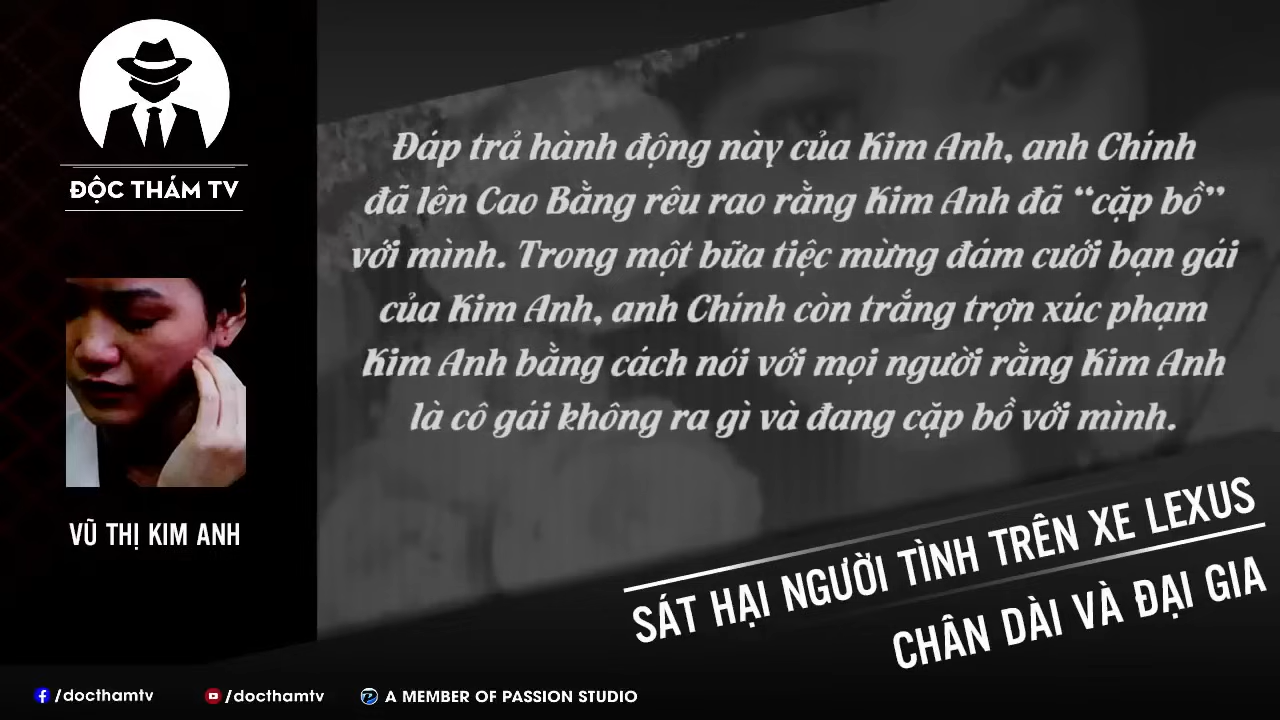 ĐỘC THÁM TV
VŨ THỊ KIM ANH
Đáp trả hành động này của Kim Anh, anh Chính
đã lên Cao Bằng rêu rao rằng Kim Anh đã “cặp bồ”
với mình. Trong một bữa tiệc mừng đám cưới bạn gái
của Kim Anh, anh Chính còn trắng trợn xúc phạm
Kim Anh bằng cách nói với mọi người rằng Kim Anh
là cô gái không ra gì và đang cặp bồ với mình.
SÁT HẠI NGƯỜI TÌNH TRÊN XE LEXUS
CHÂN DÀI VÀ ĐẠI GIA
/docthamtv
/docthamtv
A MEMBER OF PASSION STUDIO